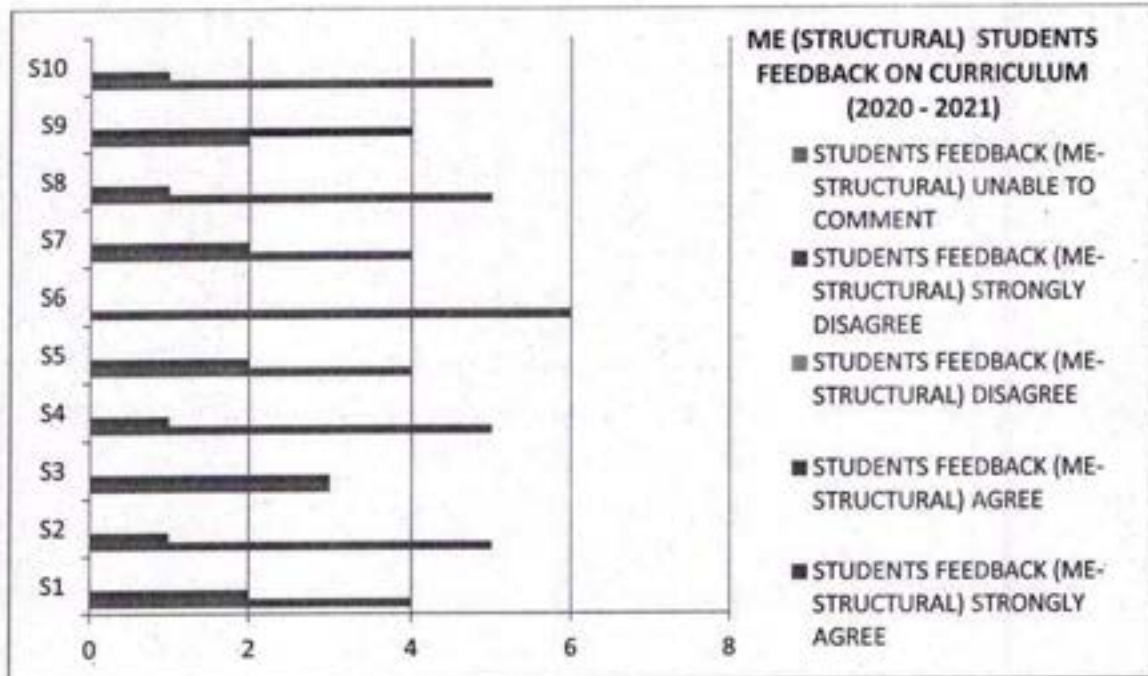 ME (STRUCTURAL) STUDENTS
FEEDBACK ON CURRICULUM
(2020 - 2021)
S10
S9
S8
S7
S6
S5
S4
S3
S2
S1
0 2 4 6 8
STUDENTS FEEDBACK (ME-
STRUCTURAL) UNABLE TO
COMMENT
STUDENTS FEEDBACK (ME-
STRUCTURAL) STRONGLY
DISAGREE
STUDENTS FEEDBACK (ME-
STRUCTURAL) DISAGREE
STUDENTS FEEDBACK (ME-
STRUCTURAL) AGREE
STUDENTS FEEDBACK (ME-
STRUCTURAL) STRONGLY
AGREE